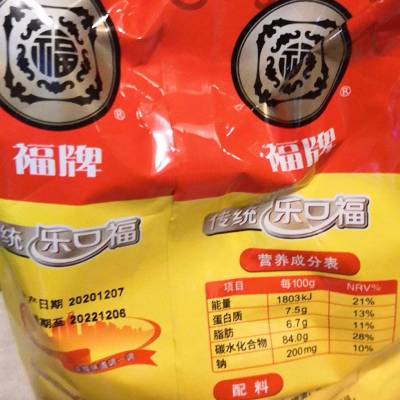 福
福牌®
传统 乐口福
产日期 20201207
期至 20221206
福
福牌®
传统 乐口福
营养成分表
项目 每100g NRV%
能量 1803kJ 21%
蛋白质 7.5g 13%
脂肪 6.7g 11%
碳水化合物 84.0g 28%
钠 200mg 10%
配料